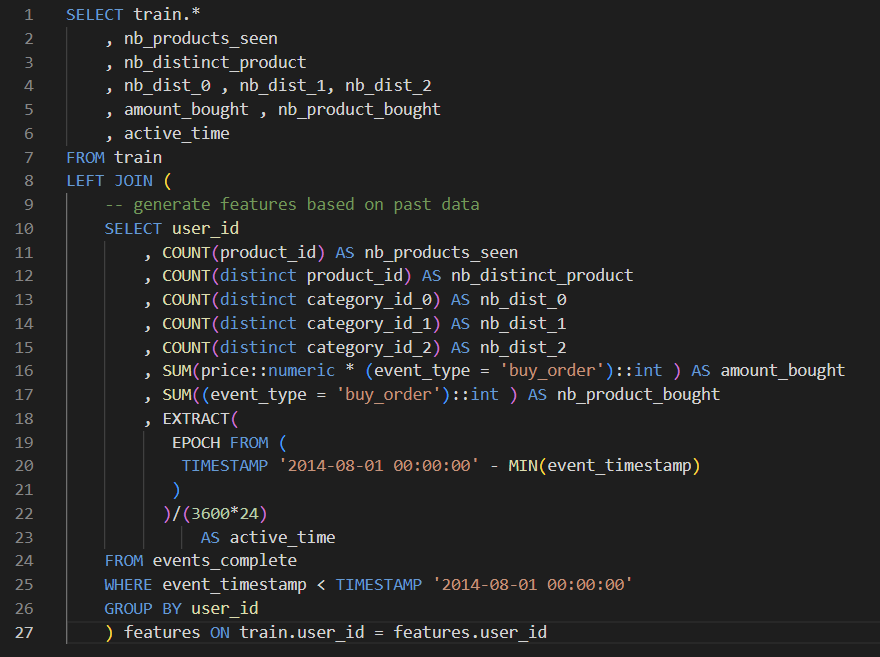 1 SELECT train.*
2 , nb_products_seen
3 , nb_distinct_product
4 , nb_dist_0 , nb_dist_1, nb_dist_2
5 , amount_bought , nb_product_bought
6 , active_time
7 FROM train
8 LEFT JOIN (
9 -- generate features based on past data
10 SELECT user_id
11 , COUNT(product_id) AS nb_products_seen
12 , COUNT(distinct product_id) AS nb_distinct_product
13 , COUNT(distinct category_id_0) AS nb_dist_0
14 , COUNT(distinct category_id_1) AS nb_dist_1
15 , COUNT(distinct category_id_2) AS nb_dist_2
16 , SUM(price::numeric * (event_type = 'buy_order')::int ) AS amount_bought
17 , SUM((event_type = 'buy_order')::int ) AS nb_product_bought
18 , EXTRACT(
19 EPOCH FROM (
20 TIMESTAMP '2014-08-01 00:00:00' - MIN(event_timestamp)
21 )
22 )/(3600*24)
23 AS active_time
24 FROM events_complete
25 WHERE event_timestamp < TIMESTAMP '2014-08-01 00:00:00'
26 GROUP BY user_id
27 ) features ON train.user_id = features.user_id